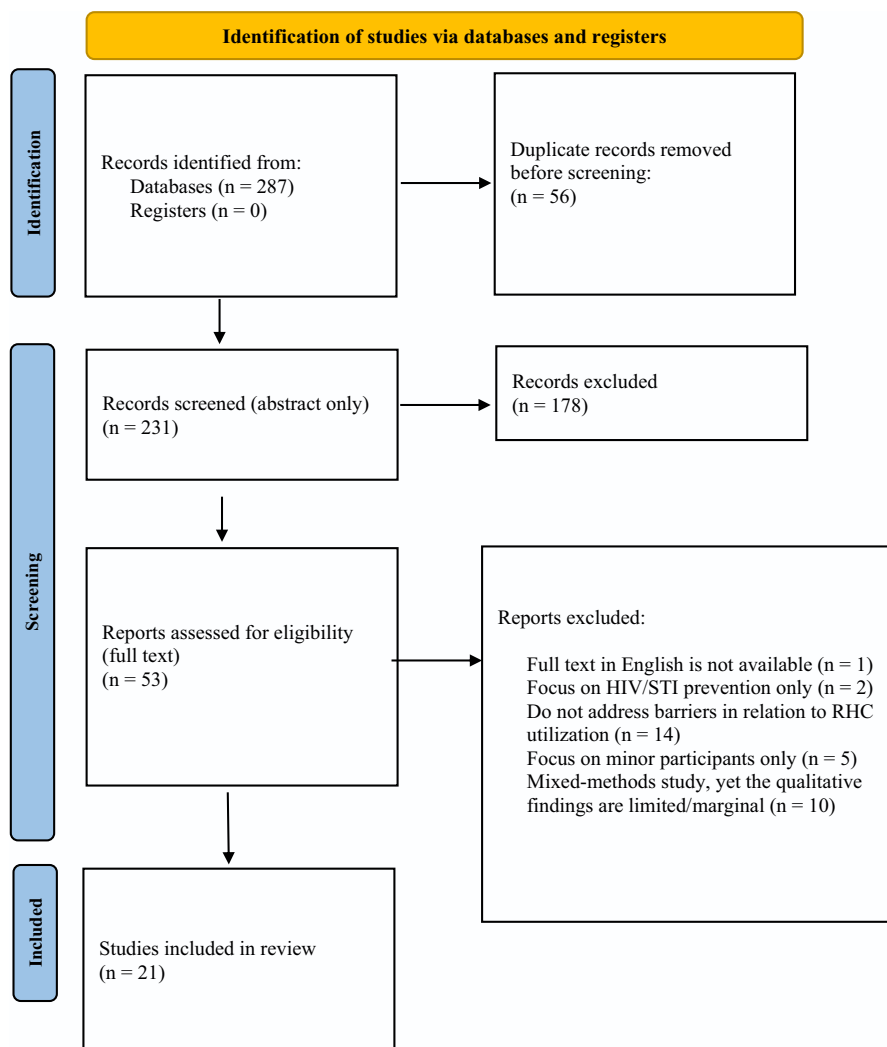 Identification of studies via databases and registers
Identification
Records identified from:
Databases (n = 287)
Registers (n = 0)
Duplicate records removed
before screening:
(n = 56)
Screening
Records screened (abstract only)
(n = 231)
Records excluded
(n = 178)
Reports assessed for eligibility
(full text)
(n = 53)
Reports excluded:
Full text in English is not available (n = 1)
Focus on HIV/STI prevention only (n = 2)
Do not address barriers in relation to RHC
utilization (n = 14)
Focus on minor participants only (n = 5)
Mixed-methods study, yet the qualitative
findings are limited/marginal (n = 10)
Included
Studies included in review
(n = 21)